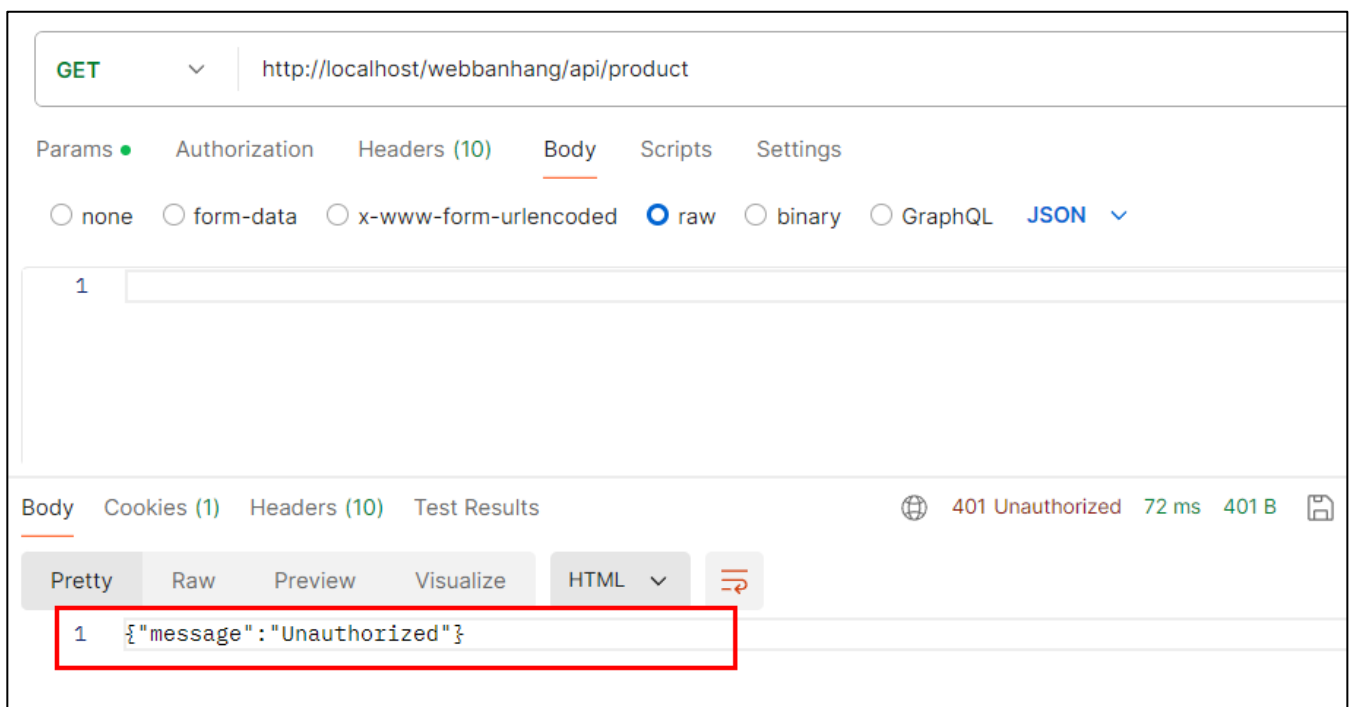 GET http://localhost/webbanhang/api/product
Params Authorization Headers (10) Body Scripts Settings
none form-data x-www-form-urlencoded raw binary GraphQL JSON
1
Body Cookies (1) Headers (10) Test Results 401 Unauthorized 72 ms 401 B
Pretty Raw Preview Visualize HTML
1 {"message":"Unauthorized"}